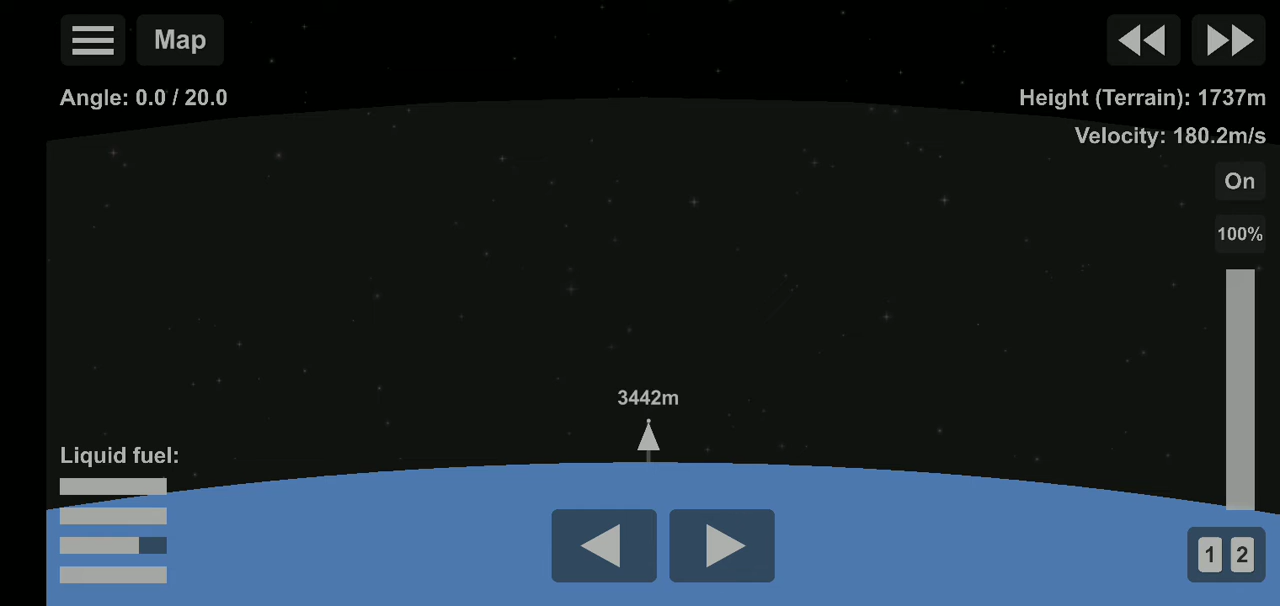 Map
Angle: 0.0 / 20.0
Height (Terrain): 1737m
Velocity: 180.2m/s
On
100%
3442m
Liquid fuel:
1 2